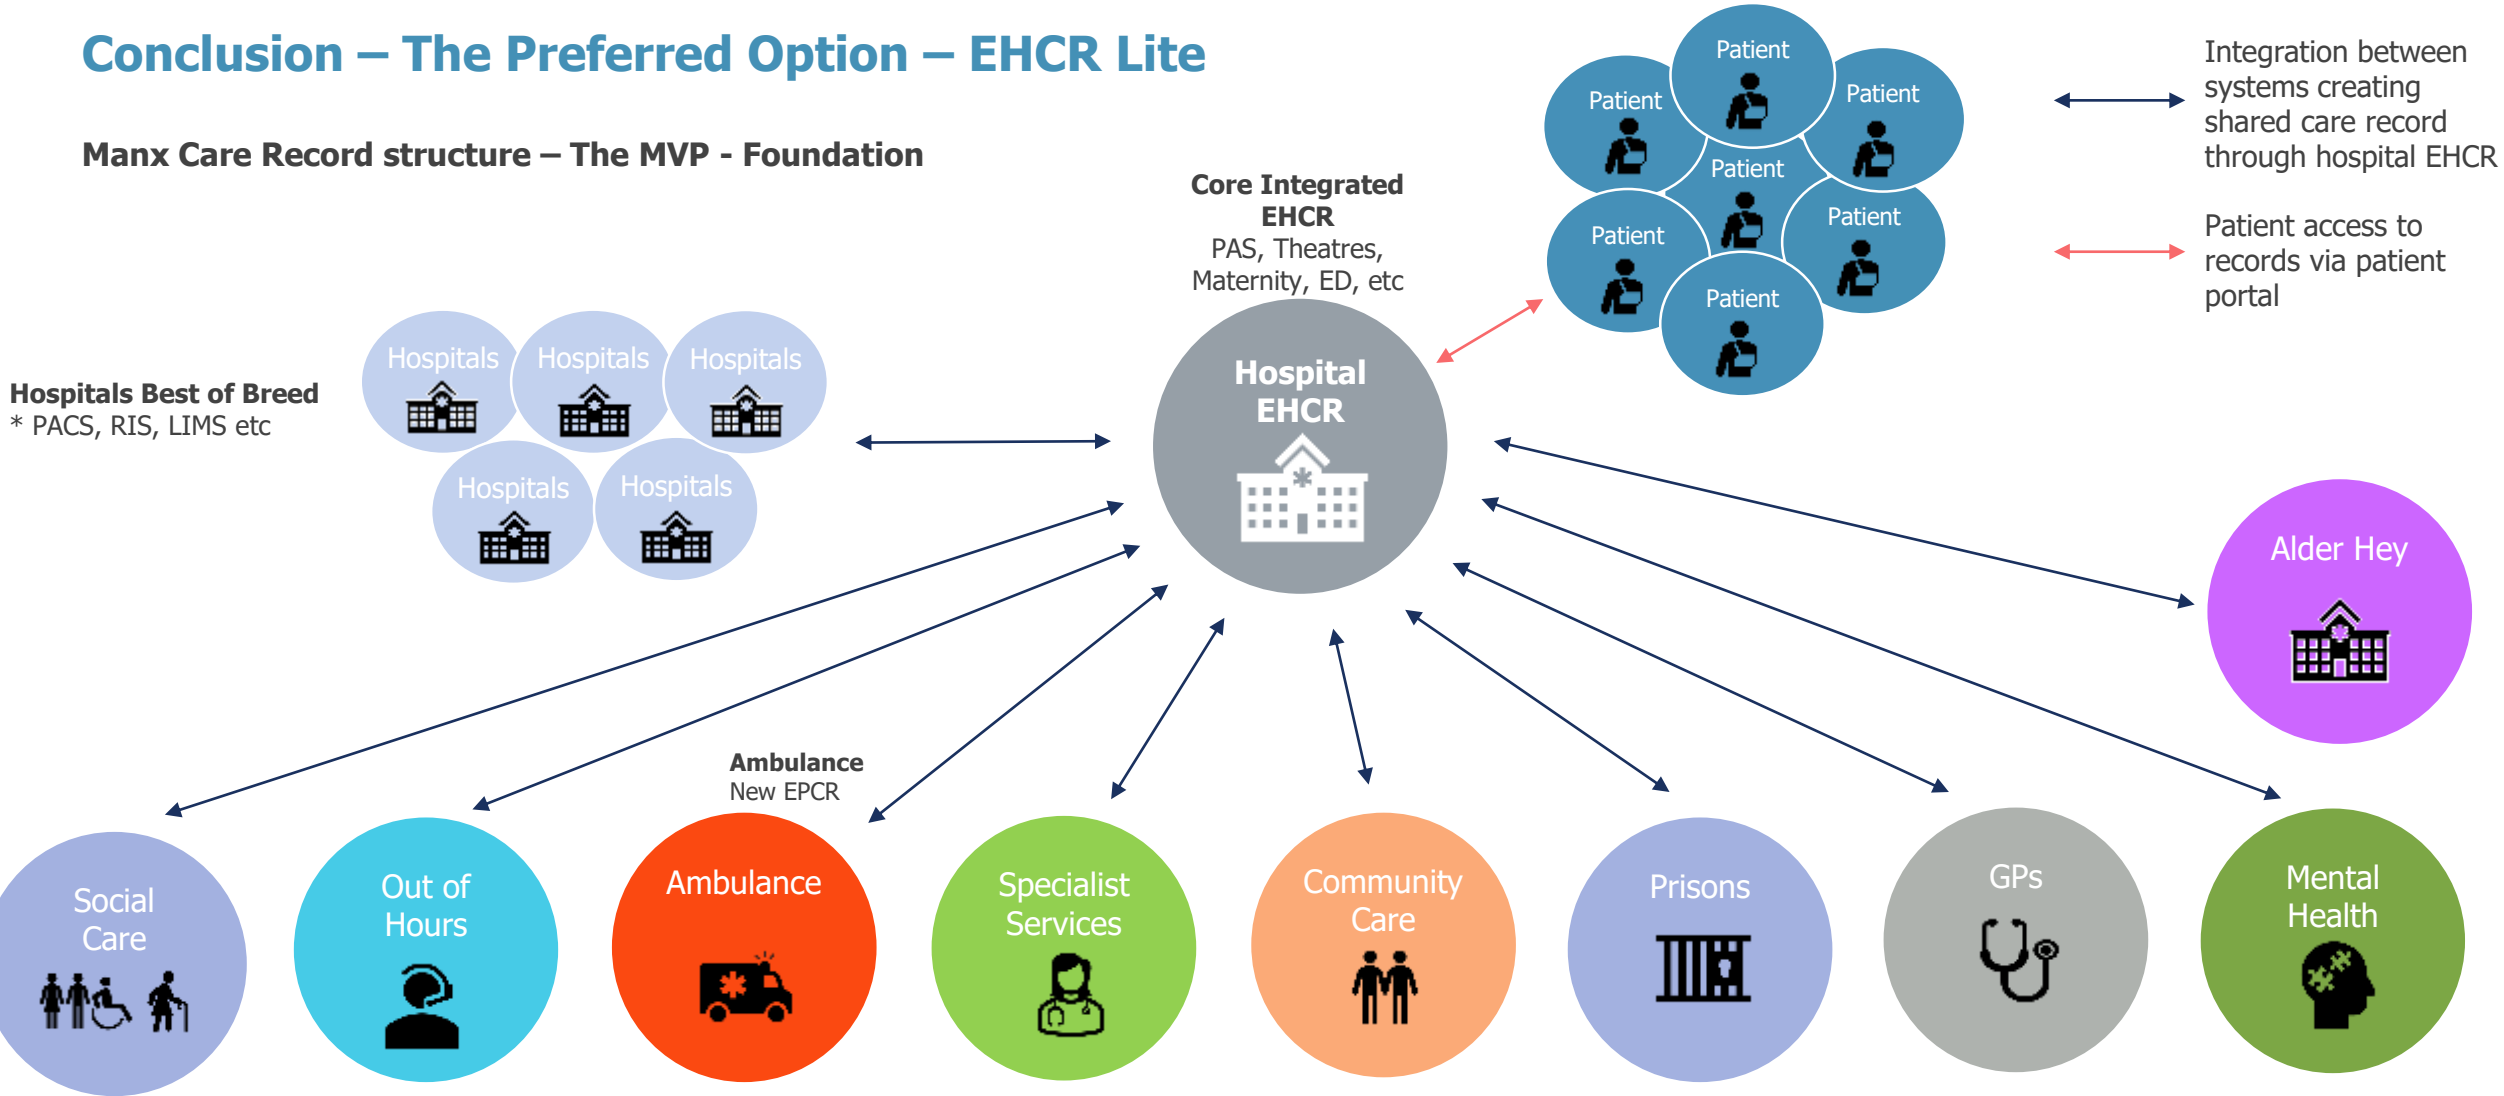 Conclusion – The Preferred Option – EHCR Lite
Manx Care Record structure – The MVP - Foundation
Core Integrated
EHCR
PAS, Theatres,
Maternity, ED, etc
Patient
Patient
Patient
Patient
Patient
Patient
Patient
Integration between
systems creating
shared care record
through hospital EHCR
Patient access to
records via patient
portal
Hospitals Best of Breed
* PACS, RIS, LIMS etc
Hospitals
Hospitals
Hospitals
Hospitals
Hospitals
Hospital
EHCR
Alder Hey
Ambulance
New EPCR
Social
Care
Out of
Hours
Ambulance
Specialist
Services
Community
Care
Prisons
GPs
Mental
Health